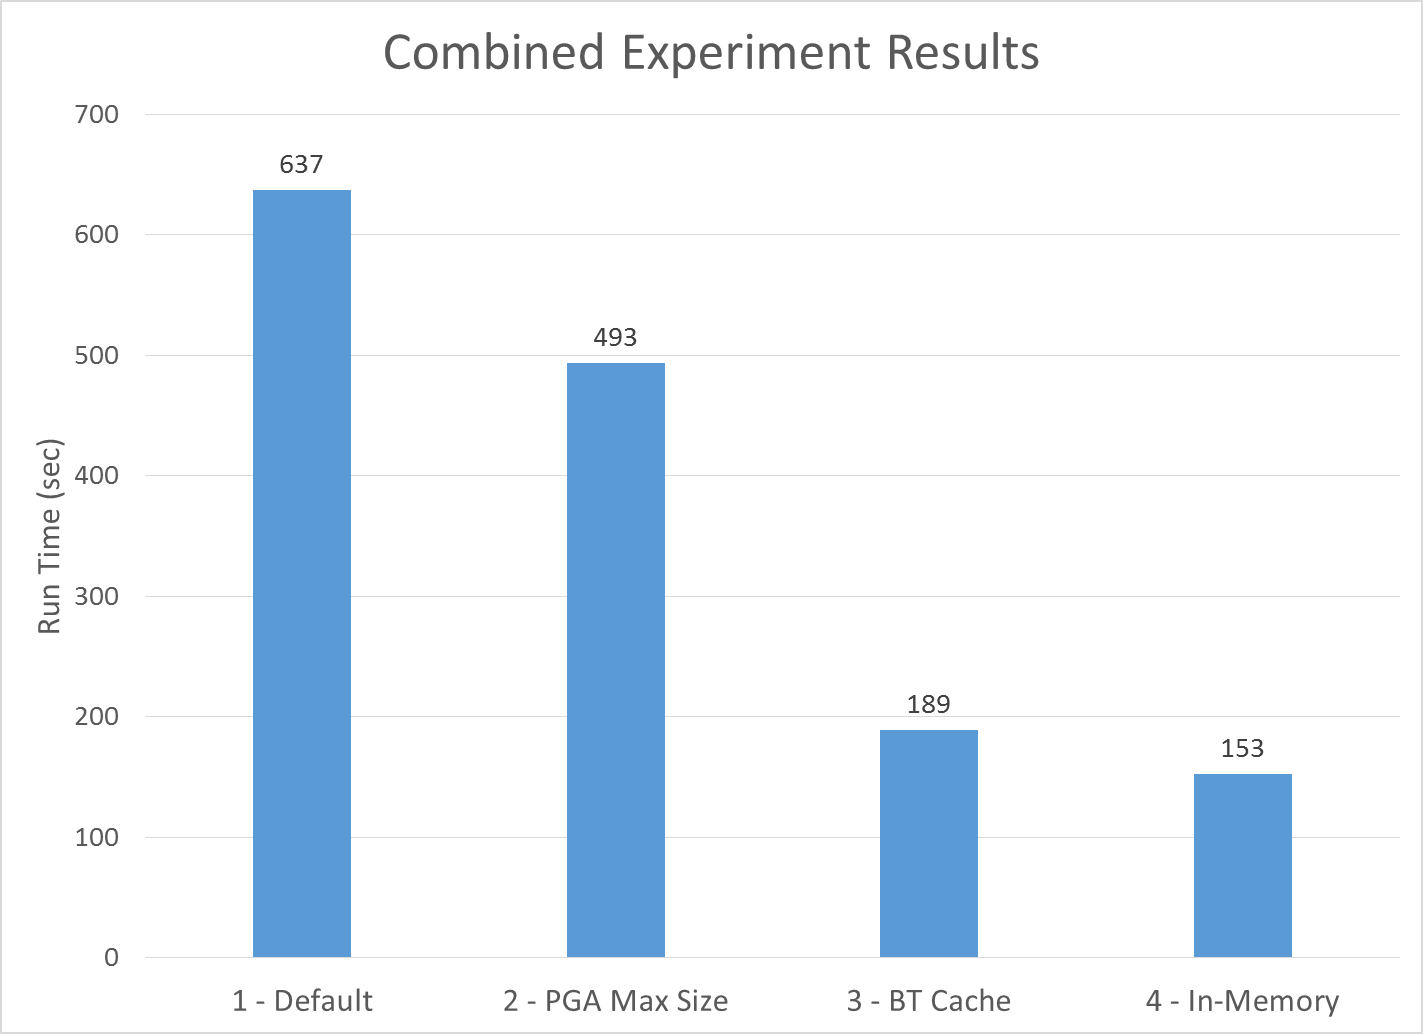 Combined Experiment Results
700
600
500
400
300
200
100
0
Run Time (sec)
637
493
189
153
1 - Default
2 - PGA Max Size
3 - BT Cache
4 - In-Memory